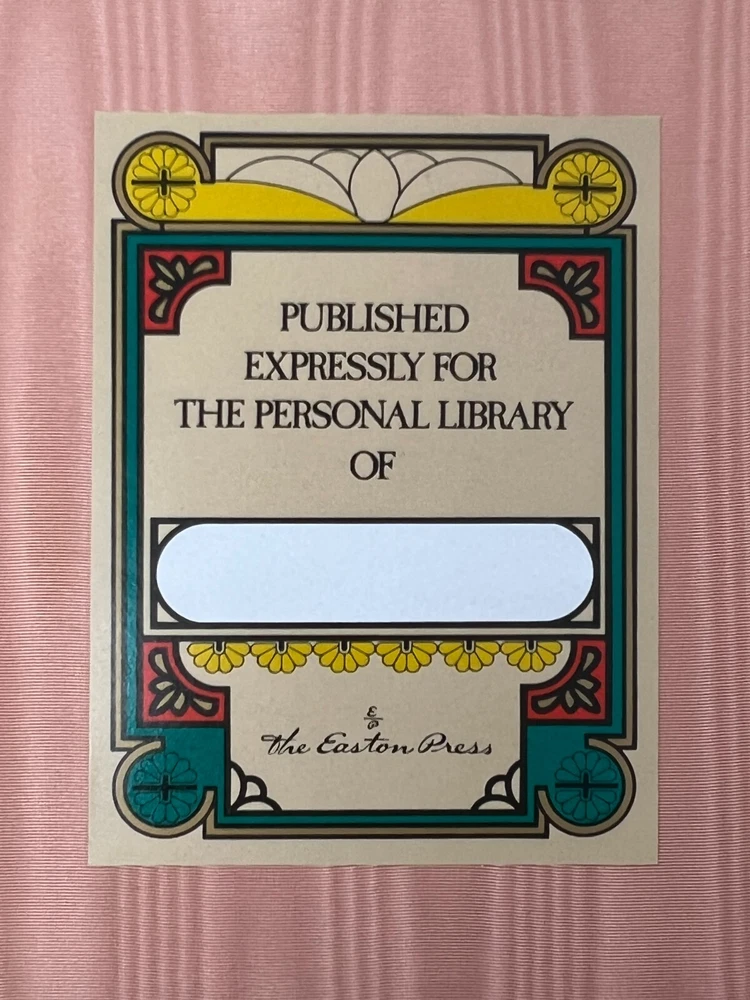 PUBLISHED
EXPRESSLY FOR
THE PERSONAL LIBRARY
OF
E
P
The Easton Press